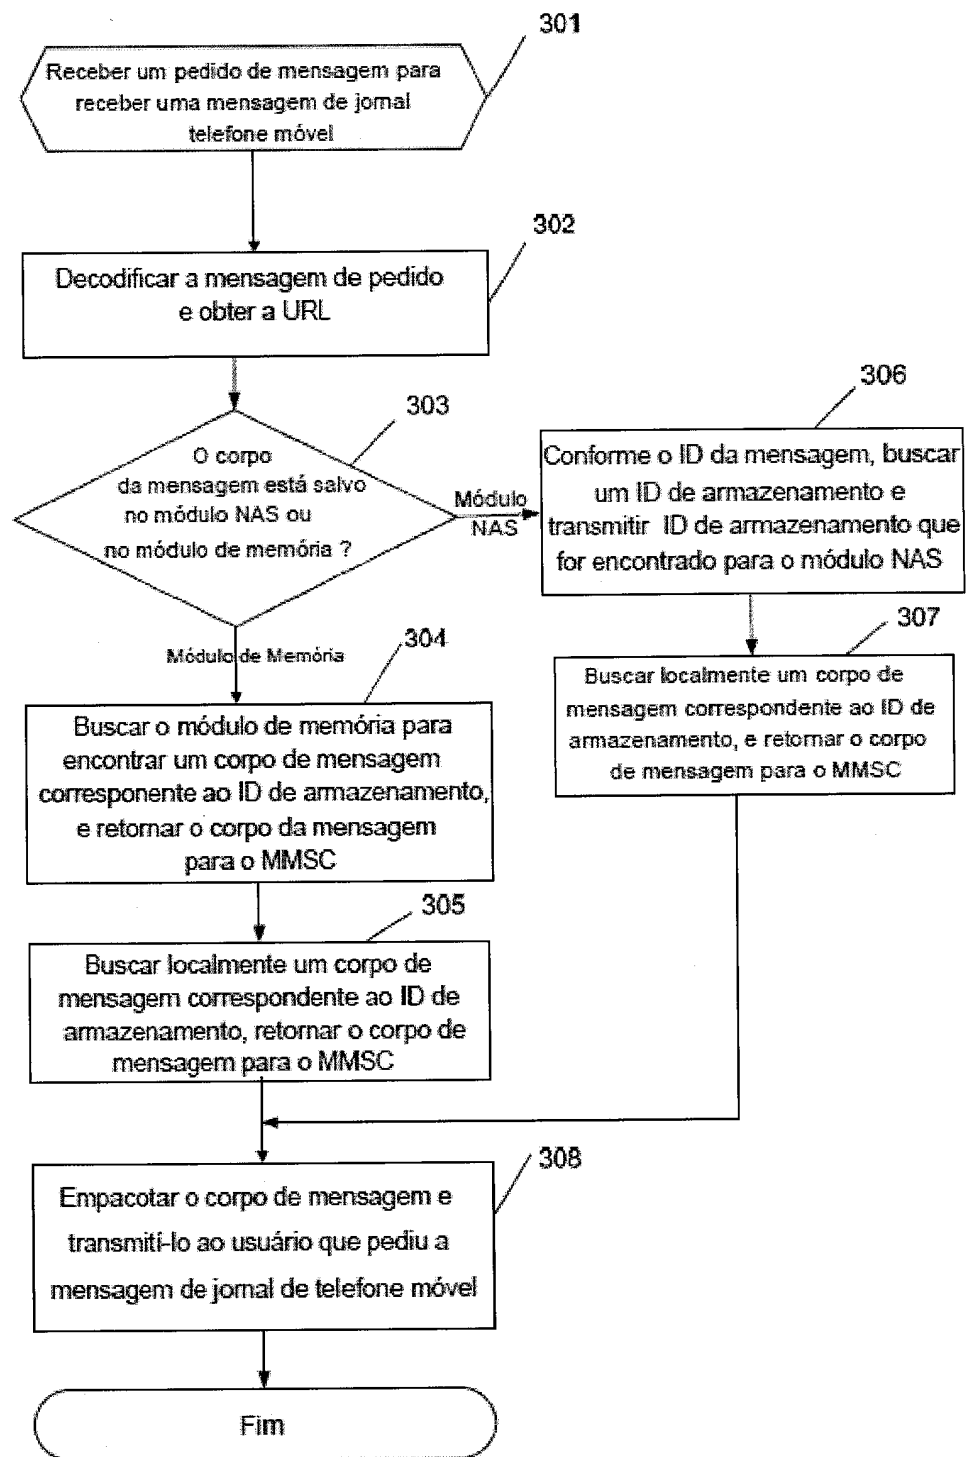 301
Receber um pedido de mensagem para
receber uma mensagem de jornal
telefone móvel
302
Decodificar a mensagem de pedido
e obter a URL
303
O corpo
da mensagem está salvo
no módulo NAS ou
no módulo de memória ?
Módulo
NAS
306
Conforme o ID da mensagem, buscar
um ID de armazenamento e
transmitir ID de armazenamento que
for encontrado para o módulo NAS
307
Buscar localmente um corpo de
mensagem correspondente ao ID de
armazenamento, e retornar o corpo
de mensagem para o MMSC
Módulo de Memória
304
Buscar o módulo de memória para
encontrar um corpo de mensagem
corresponente ao ID de armazenamento,
e retornar o corpo da mensagem
para o MMSC
305
Buscar localmente um corpo de
mensagem correspondente ao ID de
armazenamento, retornar o corpo de
mensagem para o MMSC
308
Empacotar o corpo de mensagem e
transmití-lo ao usuário que pediu a
mensagem de jornal de telefone móvel
Fim